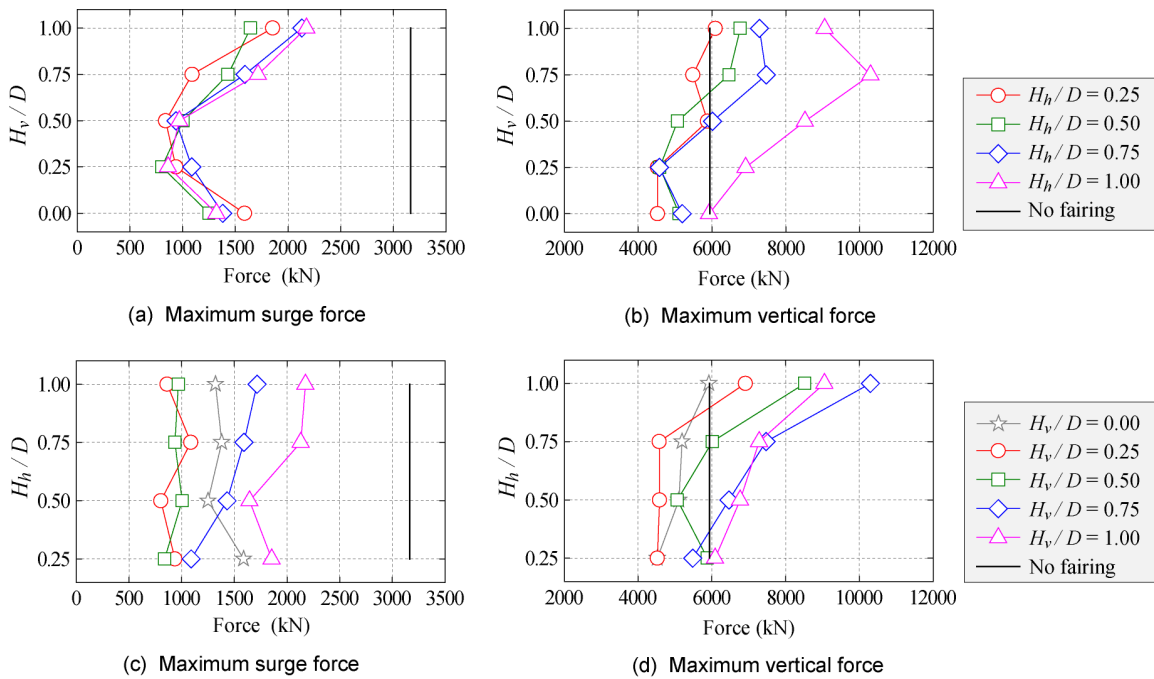 1.00
0.75
0.50
0.25
0.00
H_v / D
0 500 1000 1500 2000 2500 3000 3500
Force (kN)
(a) Maximum surge force
1.00
0.75
0.50
0.25
0.00
H_v / D
2000 4000 6000 8000 10000 12000
Force (kN)
(b) Maximum vertical force
H_h / D = 0.25
H_h / D = 0.50
H_h / D = 0.75
H_h / D = 1.00
No fairing
1.00
0.75
0.50
0.25
H_h / D
0 500 1000 1500 2000 2500 3000 3500
Force (kN)
(c) Maximum surge force
1.00
0.75
0.50
0.25
H_h / D
2000 4000 6000 8000 10000 12000
Force (kN)
(d) Maximum vertical force
H_v / D = 0.00
H_v / D = 0.25
H_v / D = 0.50
H_v / D = 0.75
H_v / D = 1.00
No fairing